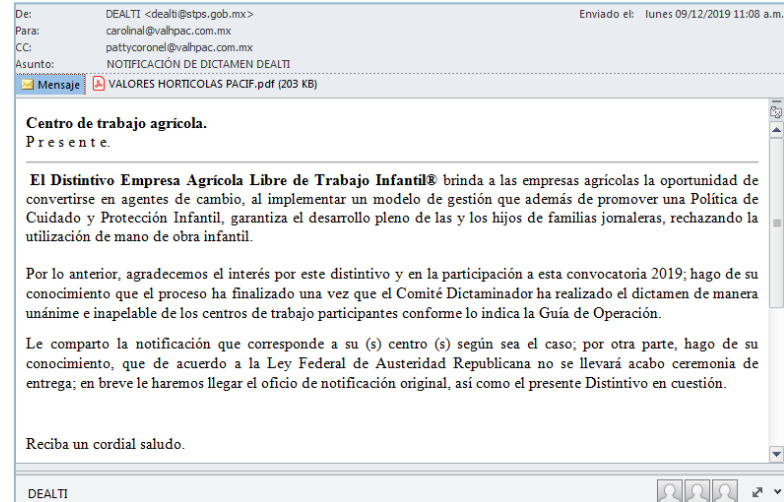 De: DEALTI <dealti@stps.gob.mx> Enviado el: lunes 09/12/2019 11:08 a.m.
Para: carolinal@valhpac.com.mx
CC: pattycoronel@valhpac.com.mx
Asunto: NOTIFICACIÓN DE DICTAMEN DEALTI
Mensaje VALORES HORTICOLAS PACIF.pdf (203 KB)
Centro de trabajo agrícola.
P r e s e n t e.
El Distintivo Empresa Agrícola Libre de Trabajo Infantil® brinda a las empresas agrícolas la oportunidad de
convertirse en agentes de cambio, al implementar un modelo de gestión que además de promover una Política de
Cuidado y Protección Infantil, garantiza el desarrollo pleno de las y los hijos de familias jornaleras, rechazando la
utilización de mano de obra infantil.
Por lo anterior, agradecemos el interés por este distintivo y en la participación a esta convocatoria 2019; hago de su
conocimiento que el proceso ha finalizado una vez que el Comité Dictaminador ha realizado el dictamen de manera
unánime e inapelable de los centros de trabajo participantes conforme lo indica la Guía de Operación.
Le comparto la notificación que corresponde a su (s) centro (s) según sea el caso; por otra parte, hago de su
conocimiento, que de acuerdo a la Ley Federal de Austeridad Republicana no se llevará acabo ceremonia de
entrega; en breve le haremos llegar el oficio de notificación original, así como el presente Distintivo en cuestión.
Reciba un cordial saludo.
DEALTI